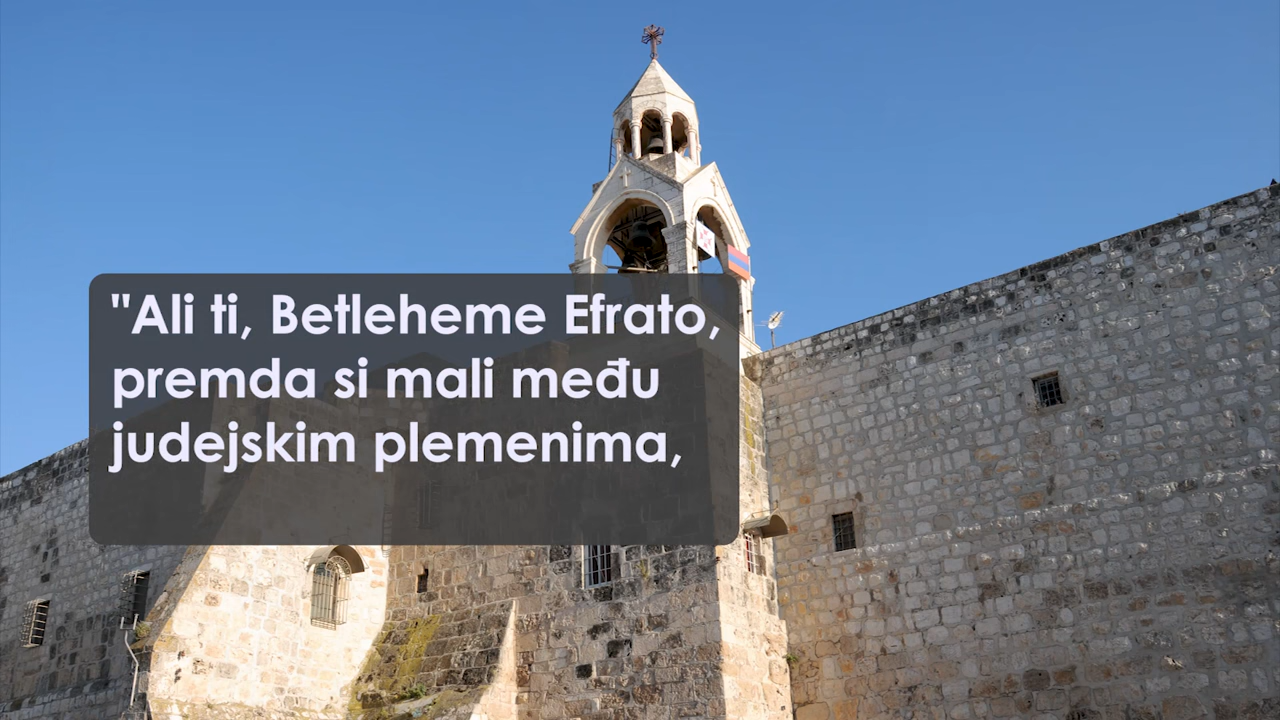 "Ali ti, Betleheme Efrato,
premda si mali među
judejskim plemenima,